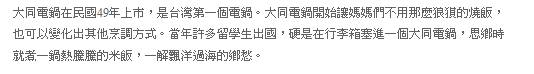 大同電鍋在民國49年上市，是台灣第一個電鍋。大同電鍋開始讓媽媽們不用那麼狼狽的燒飯，
也可以變化出其他烹調方式。當年許多留學生出國，硬是在行李箱塞進一個大同電鍋，思鄉時
就煮一鍋熱騰騰的米飯，一解飄洋過海的鄉愁。